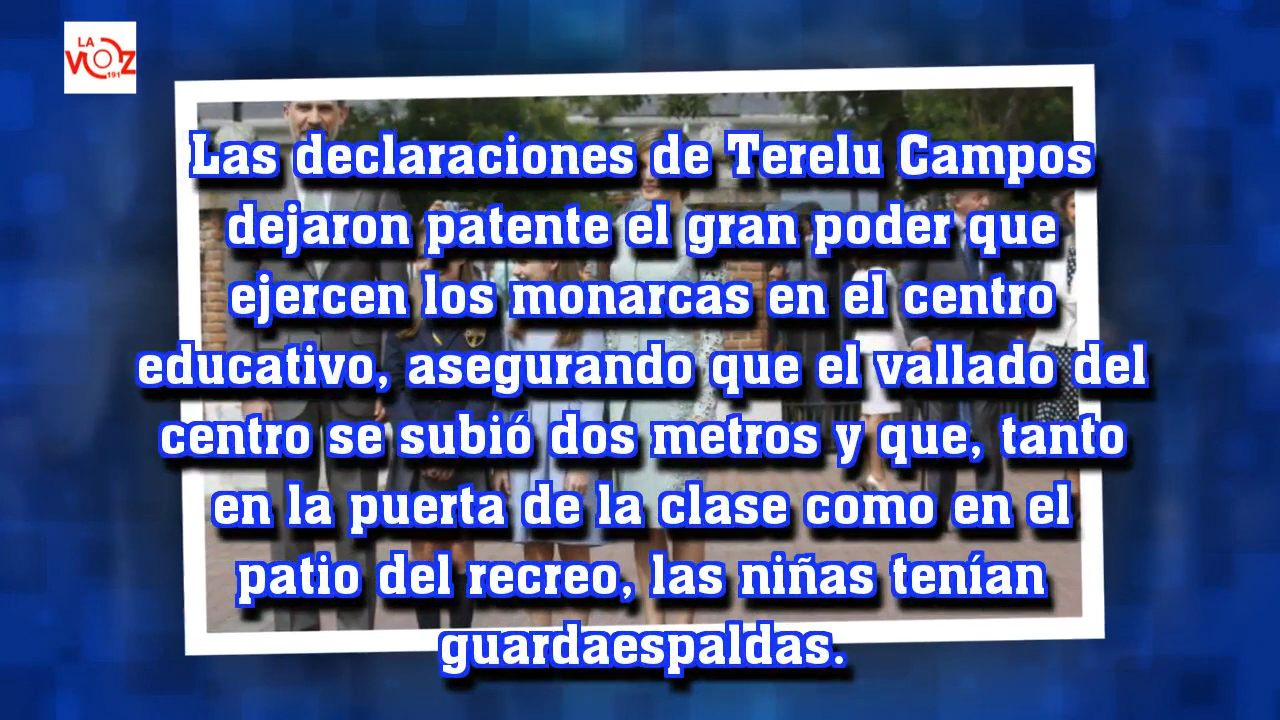 LA
VOZ
191
Las declaraciones de Terelu Campos
dejaron patente el gran poder que
ejercen los monarcas en el centro
educativo, asegurando que el vallado del
centro se subió dos metros y que, tanto
en la puerta de la clase como en el
patio del recreo, las niñas tenían
guardaespaldas.